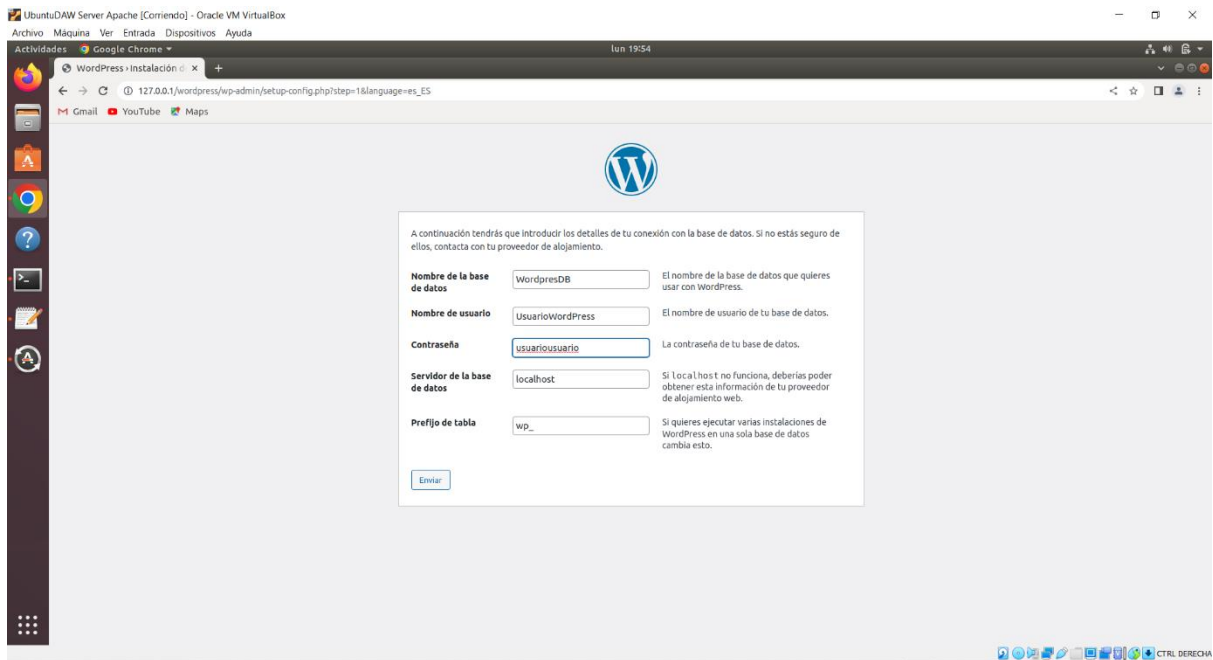 UbuntuDAW Server Apache [Corriendo] - Oracle VM VirtualBox
Archivo Máquina Ver Entrada Dispositivos Ayuda
Actividades Google Chrome lun 19:54
WordPress › Instalación d
127.0.0.1/wordpress/wp-admin/setup-config.php?step=1&language=es_ES
Gmail YouTube Maps
A continuación tendrás que introducir los detalles de tu conexión con la base de datos. Si no estás seguro de
ellos, contacta con tu proveedor de alojamiento.
Nombre de la base
de datos
WordpresDB
El nombre de la base de datos que quieres
usar con WordPress.
Nombre de usuario
UsuarioWordPress
El nombre de usuario de tu base de datos.
Contraseña
usuariousuario
La contraseña de tu base de datos.
Servidor de la base
de datos
localhost
Si localhost no funciona, deberías poder
obtener esta información de tu proveedor
de alojamiento web.
Prefijo de tabla
wp_
Si quieres ejecutar varias instalaciones de
WordPress en una sola base de datos
cambia esto.
Enviar
CTRL DERECHA